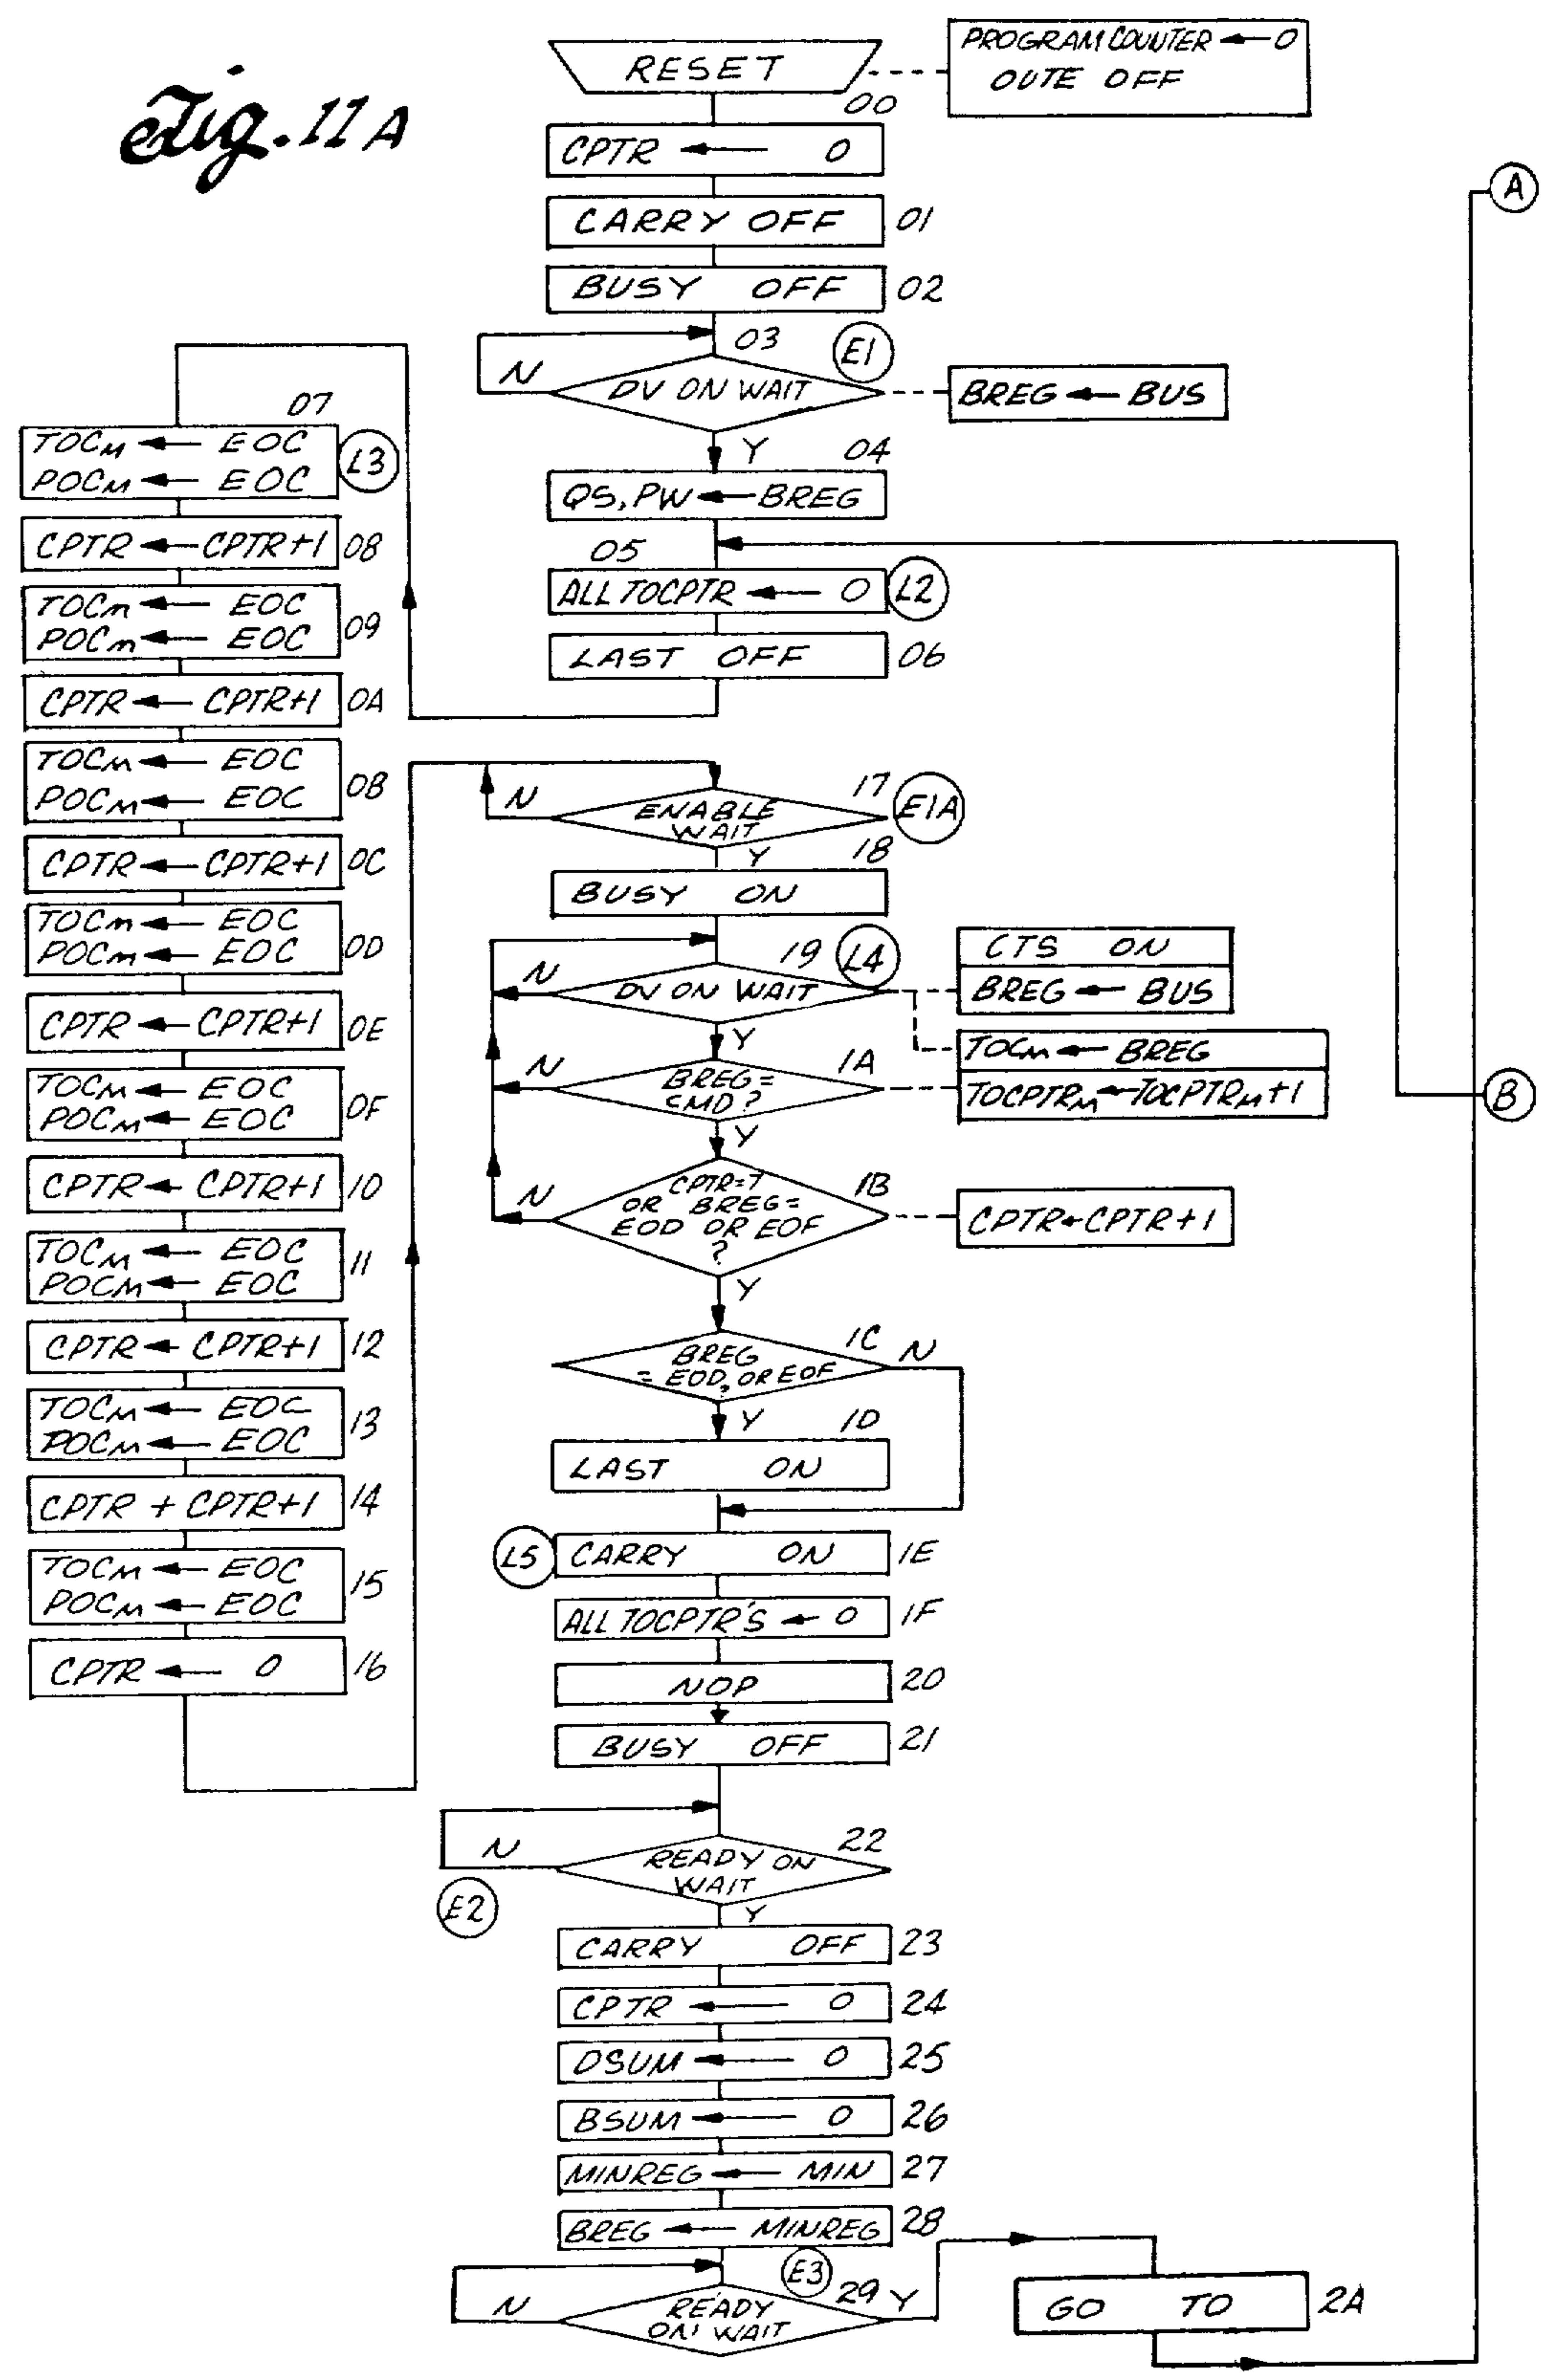 Fig. 11A
RESET
PROGRAM COUNTER ← 0
OUTE OFF
00
CPTR ← 0
CARRY OFF 01
BUSY OFF 02
03
E1
N
DV ON WAIT
BREG ← BUS
Y
04
QS, PW ← BREG
05
ALL TOCPTR ← 0
L2
LAST OFF 06
A
B
07
TOCM ← EOC
POCM ← EOC
L3
CPTR ← CPTR+1 08
TOCM ← EOC
POCM ← EOC
09
CPTR ← CPTR+1 0A
TOCM ← EOC
POCM ← EOC
0B
CPTR ← CPTR+1 0C
TOCM ← EOC
POCM ← EOC
0D
CPTR ← CPTR+1 0E
TOCM ← EOC
POCM ← EOC
0F
CPTR ← CPTR+1 10
TOCM ← EOC
POCM ← EOC
11
CPTR ← CPTR+1 12
TOCM ← EOC
POCM ← EOC
13
CPTR + CPTR+1 14
TOCM ← EOC
POCM ← EOC
15
CPTR ← 0 16
17
E1A
N
ENABLE
WAIT
Y
18
BUSY ON
19
L4
N
DV ON WAIT
CTS ON
BREG ← BUS
Y
TOCM ← BREG
TOCPTRM ← TOCPTRM+1
1A
N
BREG =
CMD?
Y
1B
N
CPTR=7
OR BREG=
EOD OR EOF
?
CPTR ← CPTR+1
Y
1C
N
BREG
= EOD, OR EOF
Y
1D
LAST ON
L5
CARRY ON 1E
ALL TOCPTR'S ← 0 1F
NOP 20
BUSY OFF 21
22
N
READY ON
WAIT
E2
Y
CARRY OFF 23
CPTR ← 0 24
DSUM ← 0 25
BSUM ← 0 26
MINREG ← MIN 27
BREG ← MINREG 28
E3
29
Y
N
READY
ON WAIT
GO TO 2A